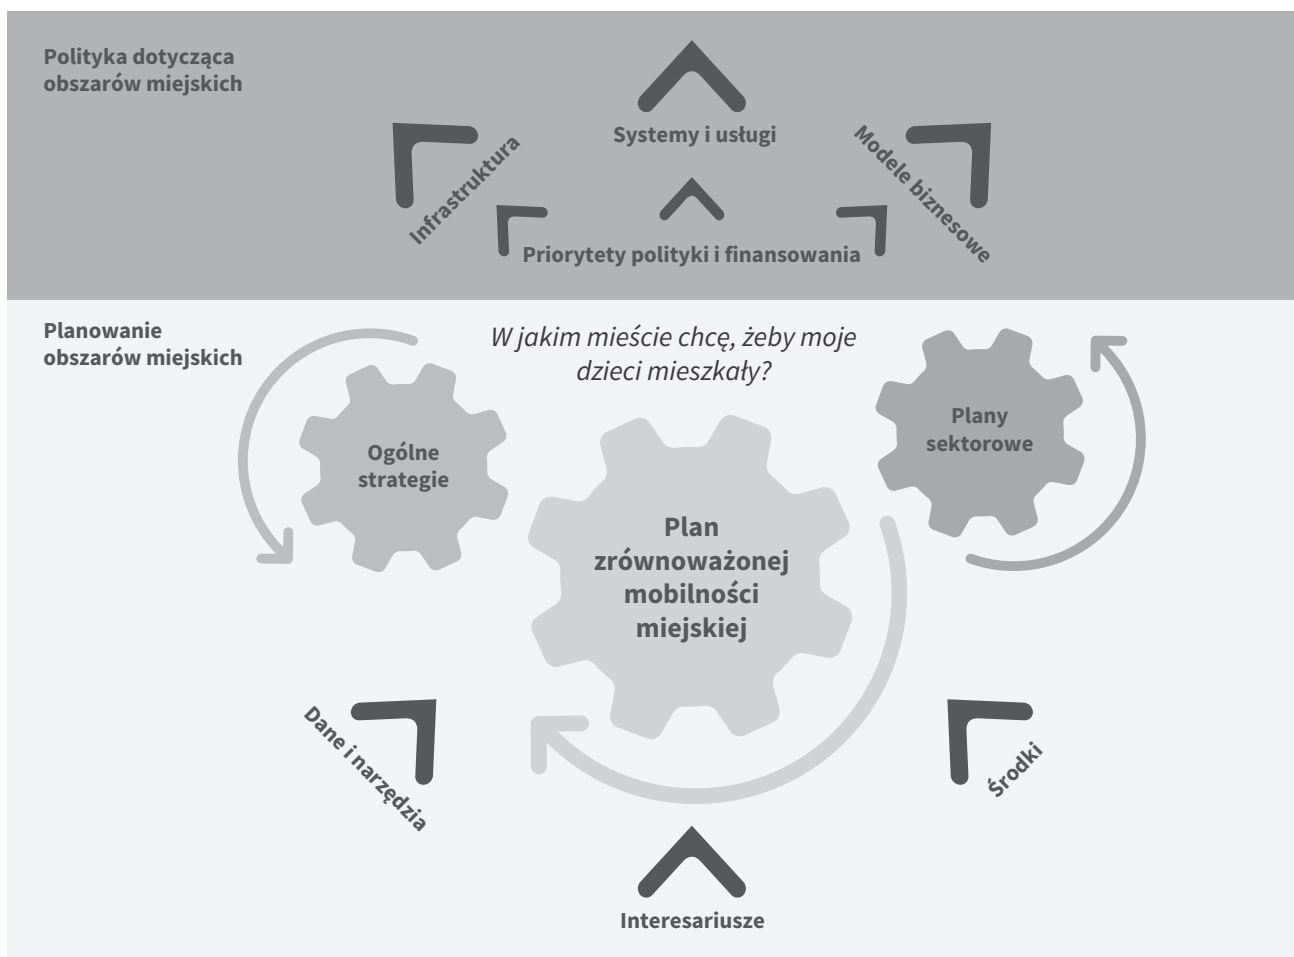 Polityka dotycząca
obszarów miejskich
Systemy i usługi
Infrastruktura
Modele biznesowe
Priorytety polityki i finansowania
Planowanie
obszarów miejskich
W jakim mieście chcę, żeby moje
dzieci mieszkały?
Ogólne
strategie
Plany
sektorowe
Plan
zrównoważonej
mobilności
miejskiej
Dane i narzędzia
Środki
Interesariusze